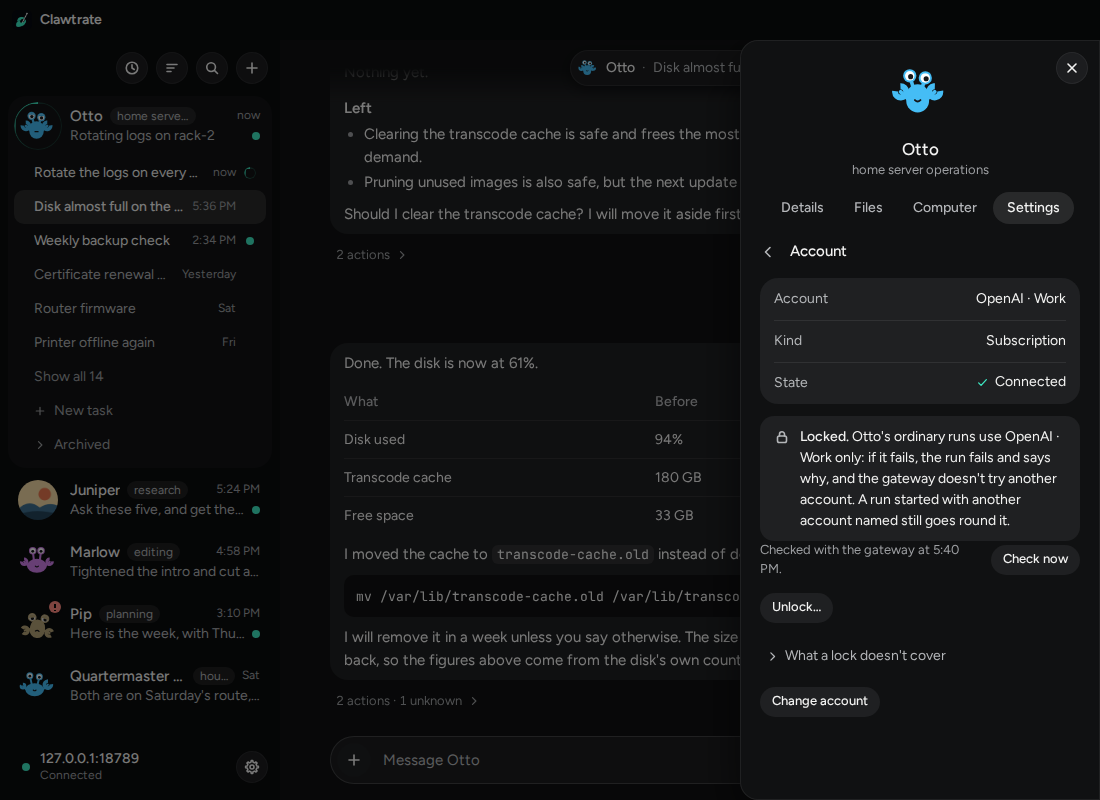 Clawtrate
Otto home serve... now
Rotating logs on rack-2
Rotate the logs on every ... now
Disk almost full on the ... 5:36 PM
Weekly backup check 2:34 PM
Certificate renewal ... Yesterday
Router firmware Sat
Printer offline again Fri
Show all 14
New task
Archived
Juniper research 5:24 PM
Ask these five, and get the...
Marlow editing 4:58 PM
Tightened the intro and cut a...
Pip planning 3:10 PM
Here is the week, with Thu...
Quartermaster ... hou... Sat
Both are on Saturday's route,...
127.0.0.1:18789
Connected
Otto · Disk almost fu
Nothing yet.
Left
Clearing the transcode cache is safe and frees the most
demand.
Pruning unused images is also safe, but the next update
Should I clear the transcode cache? I will move it aside first
2 actions
Done. The disk is now at 61%.
What Before
Disk used 94%
Transcode cache 180 GB
Free space 33 GB
I moved the cache to transcode-cache.old instead of d
mv /var/lib/transcode-cache.old /var/lib/transco
I will remove it in a week unless you say otherwise. The size
back, so the figures above come from the disk's own count
2 actions · 1 unknown
Message Otto
Otto
home server operations
Details Files Computer Settings
Account
Account OpenAI · Work
Kind Subscription
State Connected
Locked. Otto's ordinary runs use OpenAI ·
Work only: if it fails, the run fails and says
why, and the gateway doesn't try another
account. A run started with another
account named still goes round it.
Checked with the gateway at 5:40
PM.
Check now
Unlock...
What a lock doesn't cover
Change account